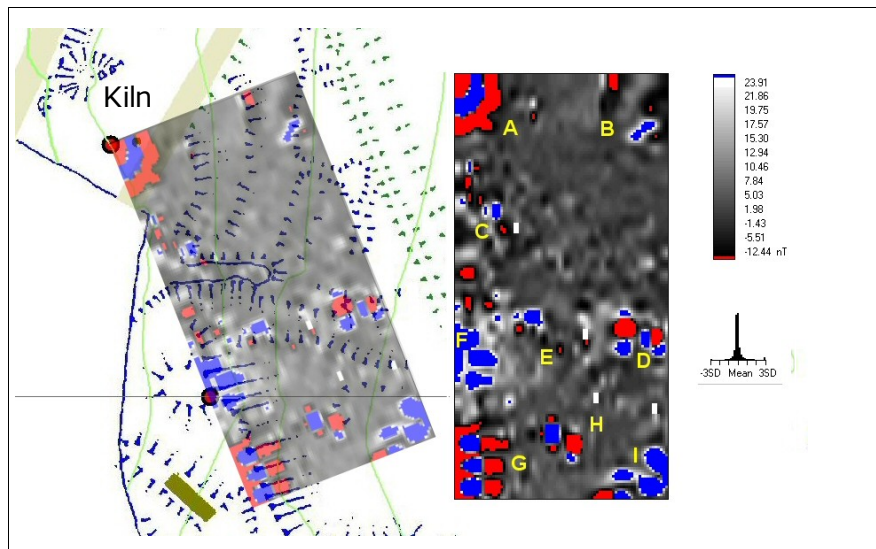 Kiln
A
B
C
F
E
D
H
G
I
23.91
21.86
19.75
17.57
15.30
12.94
10.46
7.84
5.03
1.98
-1.43
-5.51
-12.44 nT
-3SD Mean 3SD